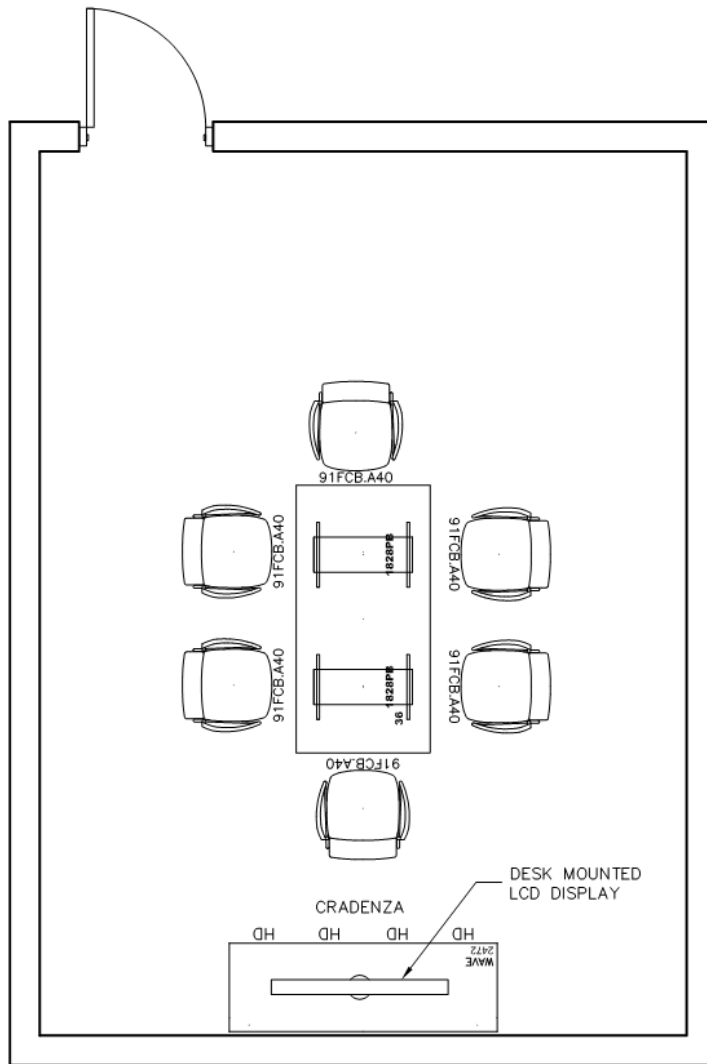 91FCB.A40
91FCB.A40
91FCB.A40
1828PB
91FCB.A40
91FCB.A40
1828PB
36
91FCB.A40
DESK MOUNTED
LCD DISPLAY
CRADENZA
HD
HD
HD
HD
2472
WAVE